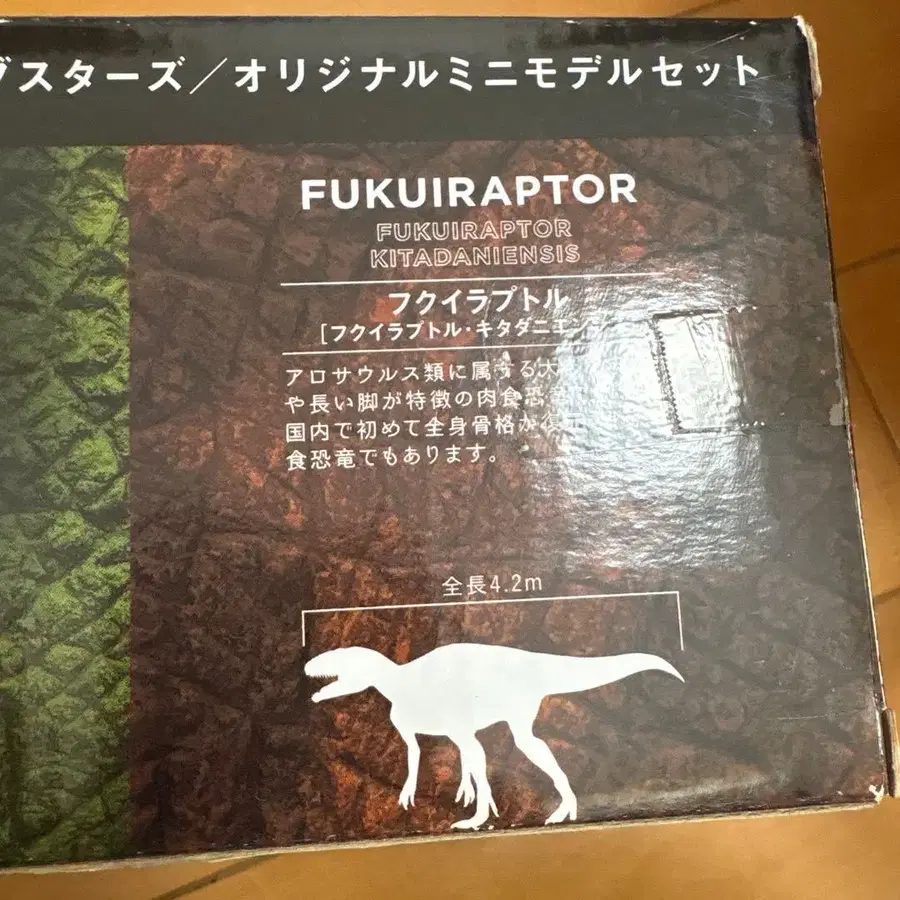 ブスターズ／オリジナルミニモデルセット
FUKUIRAPTOR
FUKUIRAPTOR
KITADANIENSIS
フクイラプトル
［フクイラプトル・キタダニエン
アロサウルス類に属する大
や長い脚が特徴の肉食恐
国内で初めて全身骨格が復
食恐竜でもあります。
全長4.2m